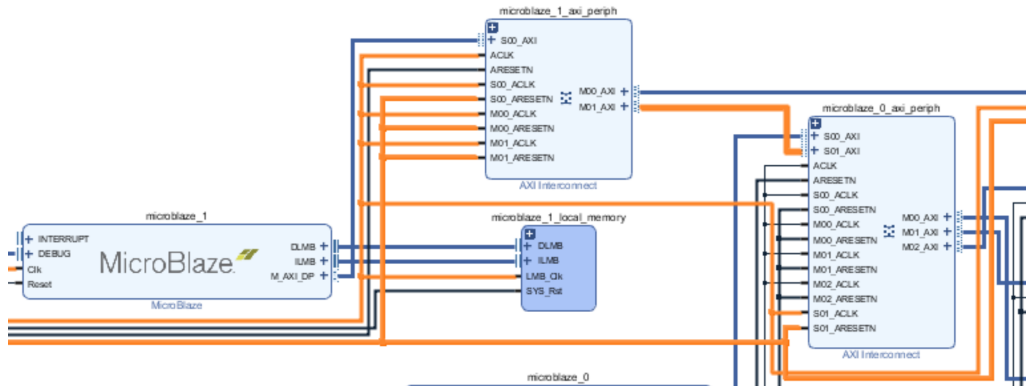 microblaze_1_axi_periph
S00_AXI
ACLK
ARESETN
S00_ACLK
S00_ARESETN
M00_ACLK
M00_ARESETN
M01_ACLK
M01_ARESETN
M00_AXI
M01_AXI
AXI Interconnect
microblaze_0_axi_periph
S00_AXI
S01_AXI
ACLK
ARESETN
S00_ACLK
S00_ARESETN
M00_ACLK
M00_ARESETN
M01_ACLK
M01_ARESETN
M02_ACLK
M02_ARESETN
S01_ACLK
S01_ARESETN
M00_AXI
M01_AXI
M02_AXI
AXI Interconnect
microblaze_1
INTERRUPT
DEBUG
Clk
Reset
MicroBlaze
DLMB
ILMB
M_AXI_DP
MicroBlaze
microblaze_1_local_memory
DLMB
ILMB
LMB_Clk
SYS_Rst
microblaze_0